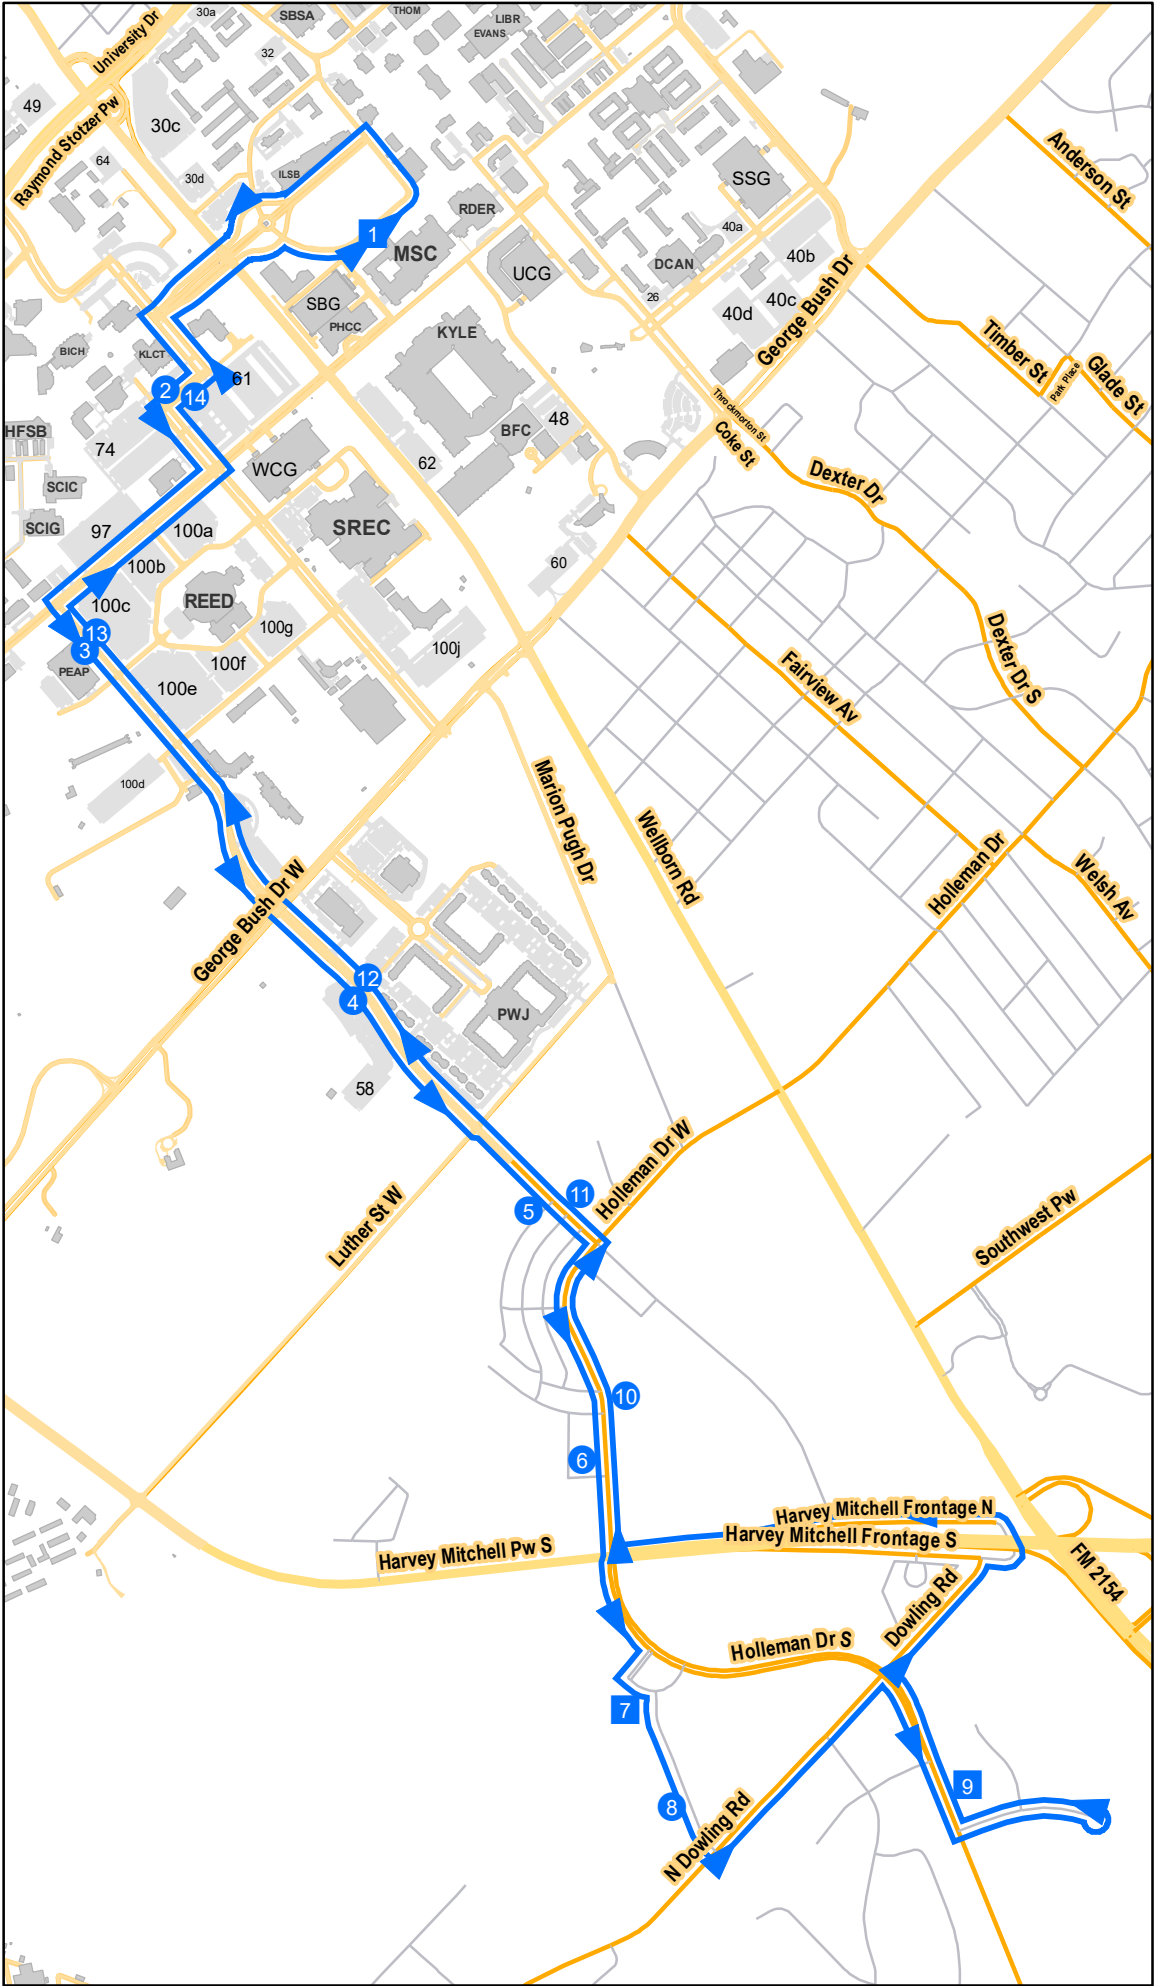 30a
SBSA
THOM
LIBR
EVANS
University Dr
32
49
30c
Raymond Stotzer Pw
64
30d
ILSB
SSG
Anderson St
RDER
1
MSC
40a
40b
UCG
DCAN
26
SBG
PHCC
40c
40d
George Bush Dr
KYLE
BICH
KLCT
61
2
14
Timber St
Park Place
Glade St
Throckmorton St
Coke St
48
BFC
HFSB
74
WCG
62
SCIC
Dexter Dr
SCIG
97
100a
SREC
100b
60
100c
REED
13
3
100g
PEAP
100f
100j
100e
Dexter Dr S
Fairview Av
100d
Marion Pugh Dr
Wellborn Rd
Holleman Dr
Welsh Av
George Bush Dr W
12
4
PWJ
58
11
5
Holleman Dr W
Luther St W
Southwest Pw
10
6
Harvey Mitchell Frontage N
Harvey Mitchell Frontage S
Harvey Mitchell Pw S
FM 2154
Dowling Rd
Holleman Dr S
7
9
8
N Dowling Rd